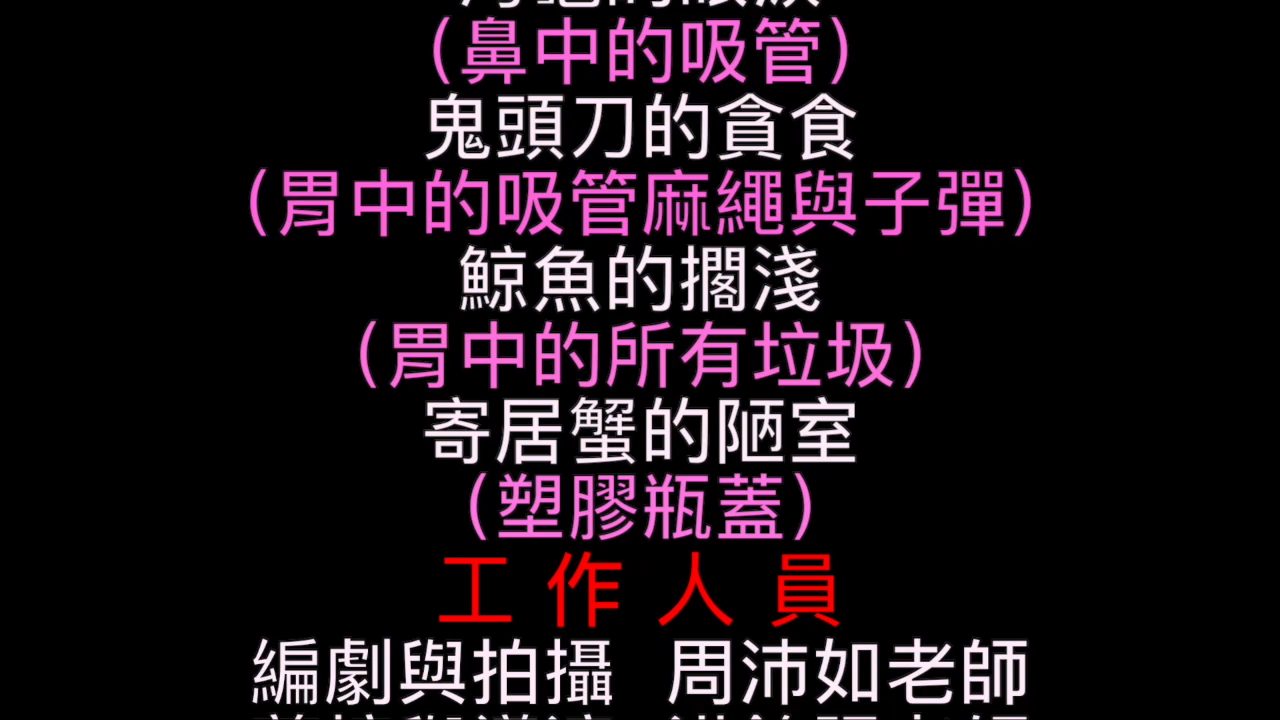 (鼻中的吸管)
鬼頭刀的貪食
(胃中的吸管麻繩與子彈)
鯨魚的擱淺
(胃中的所有垃圾)
寄居蟹的陋室
(塑膠瓶蓋)
工作人員
編劇與拍攝 周沛如老師